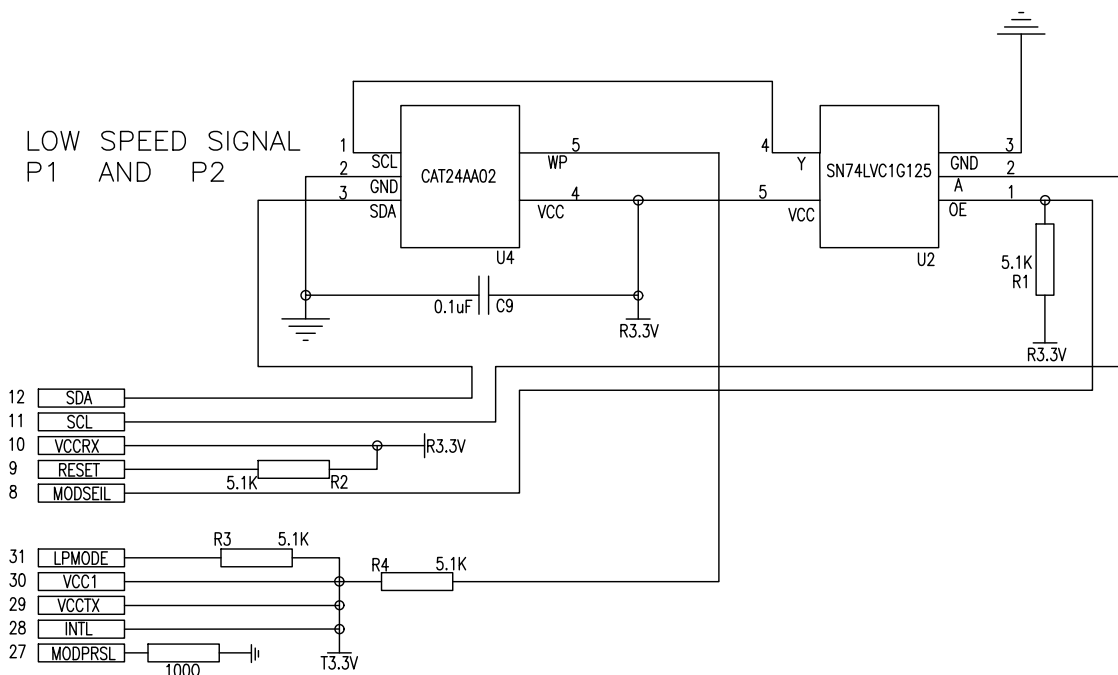 LOW SPEED SIGNAL
P1 AND P2
1
SCL
2
GND
3
SDA
CAT24AA02
5
WP
4
VCC
U4
4
Y
5
VCC
SN74LVC1G125
3
GND
2
A
1
OE
U2
5.1K
R1
R3.3V
0.1uF
C9
R3.3V
12 SDA
11 SCL
10 VCCRX
R3.3V
9 RESET
5.1K
R2
8 MODSEIL
31 LPMODE
R3
5.1K
30 VCC1
R4
5.1K
29 VCCTX
28 INTL
27 MODPRSL
T3.3V